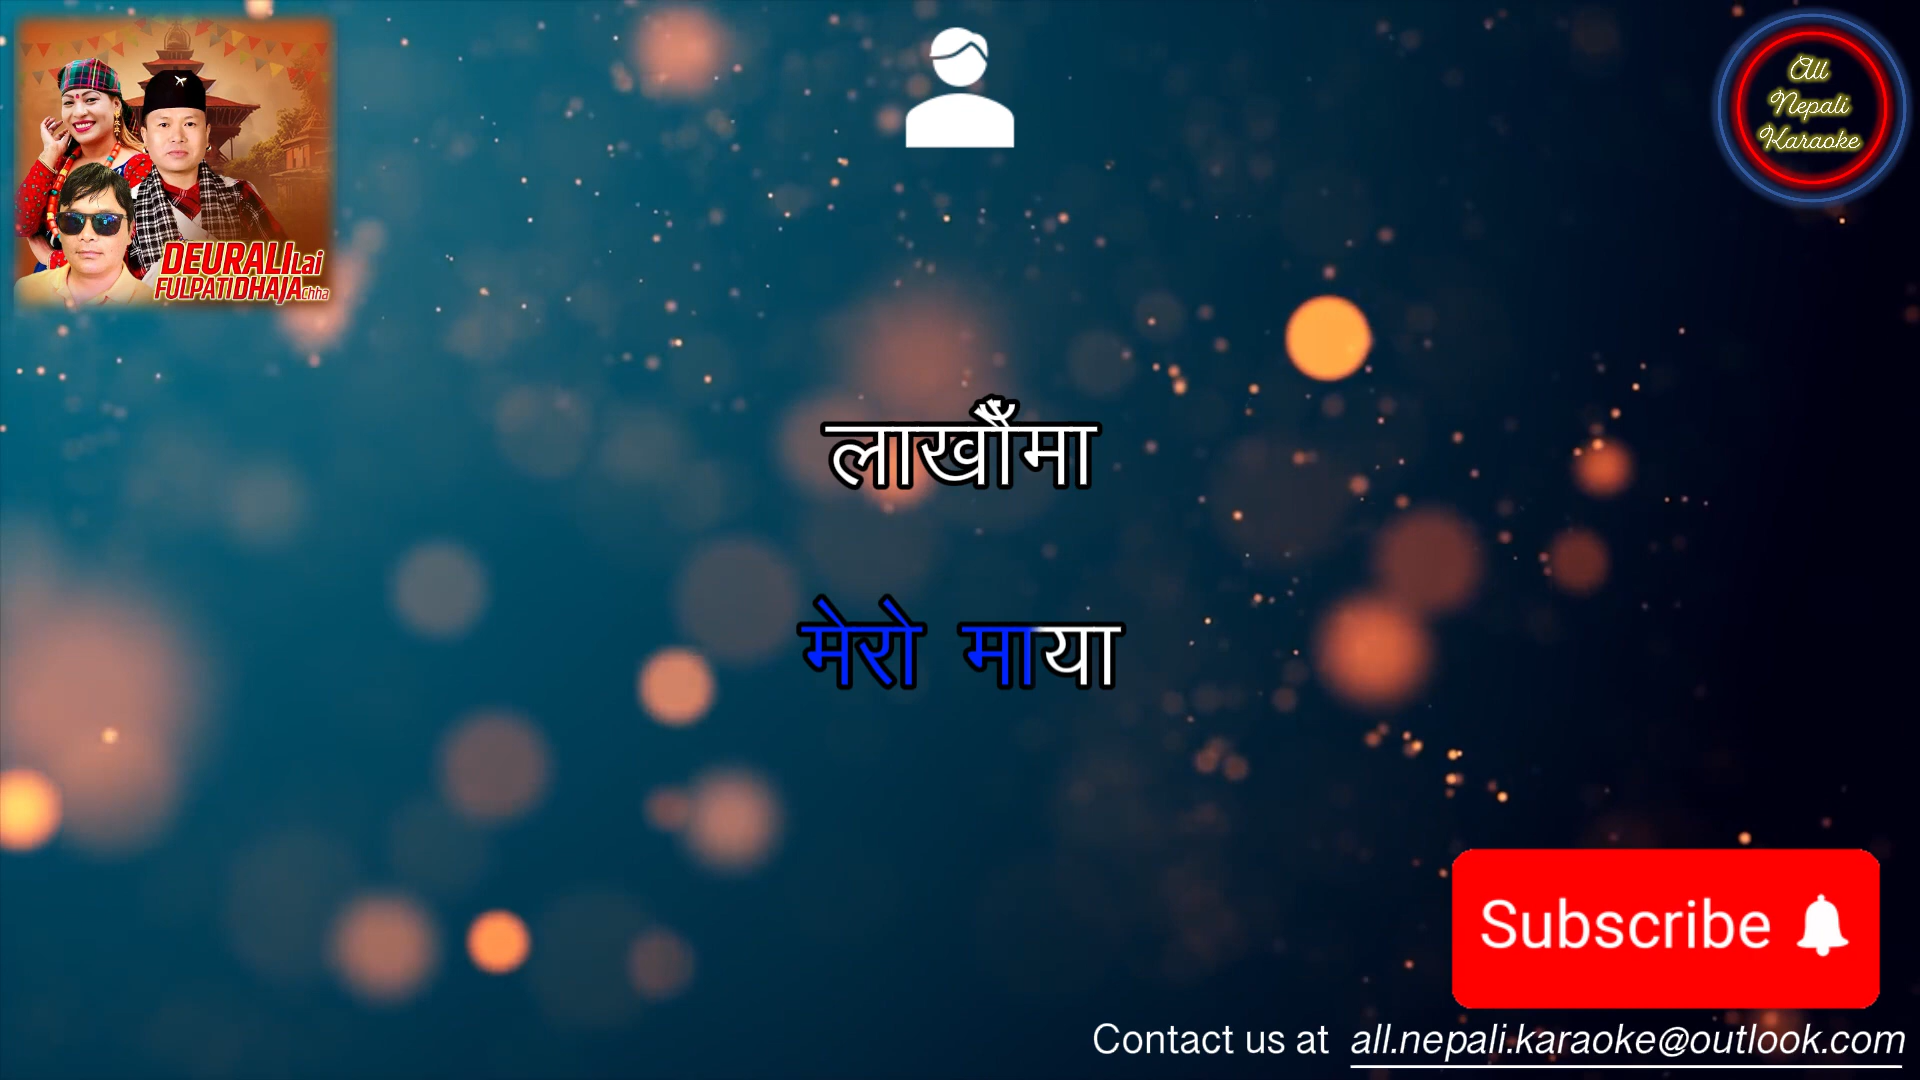 DEURALI Lai
FULPATI DHAJA Chha
All
Nepali
Karaoke
लाखौँमा
मेरो माया
Subscribe
Contact us at all.nepali.karaoke@outlook.com